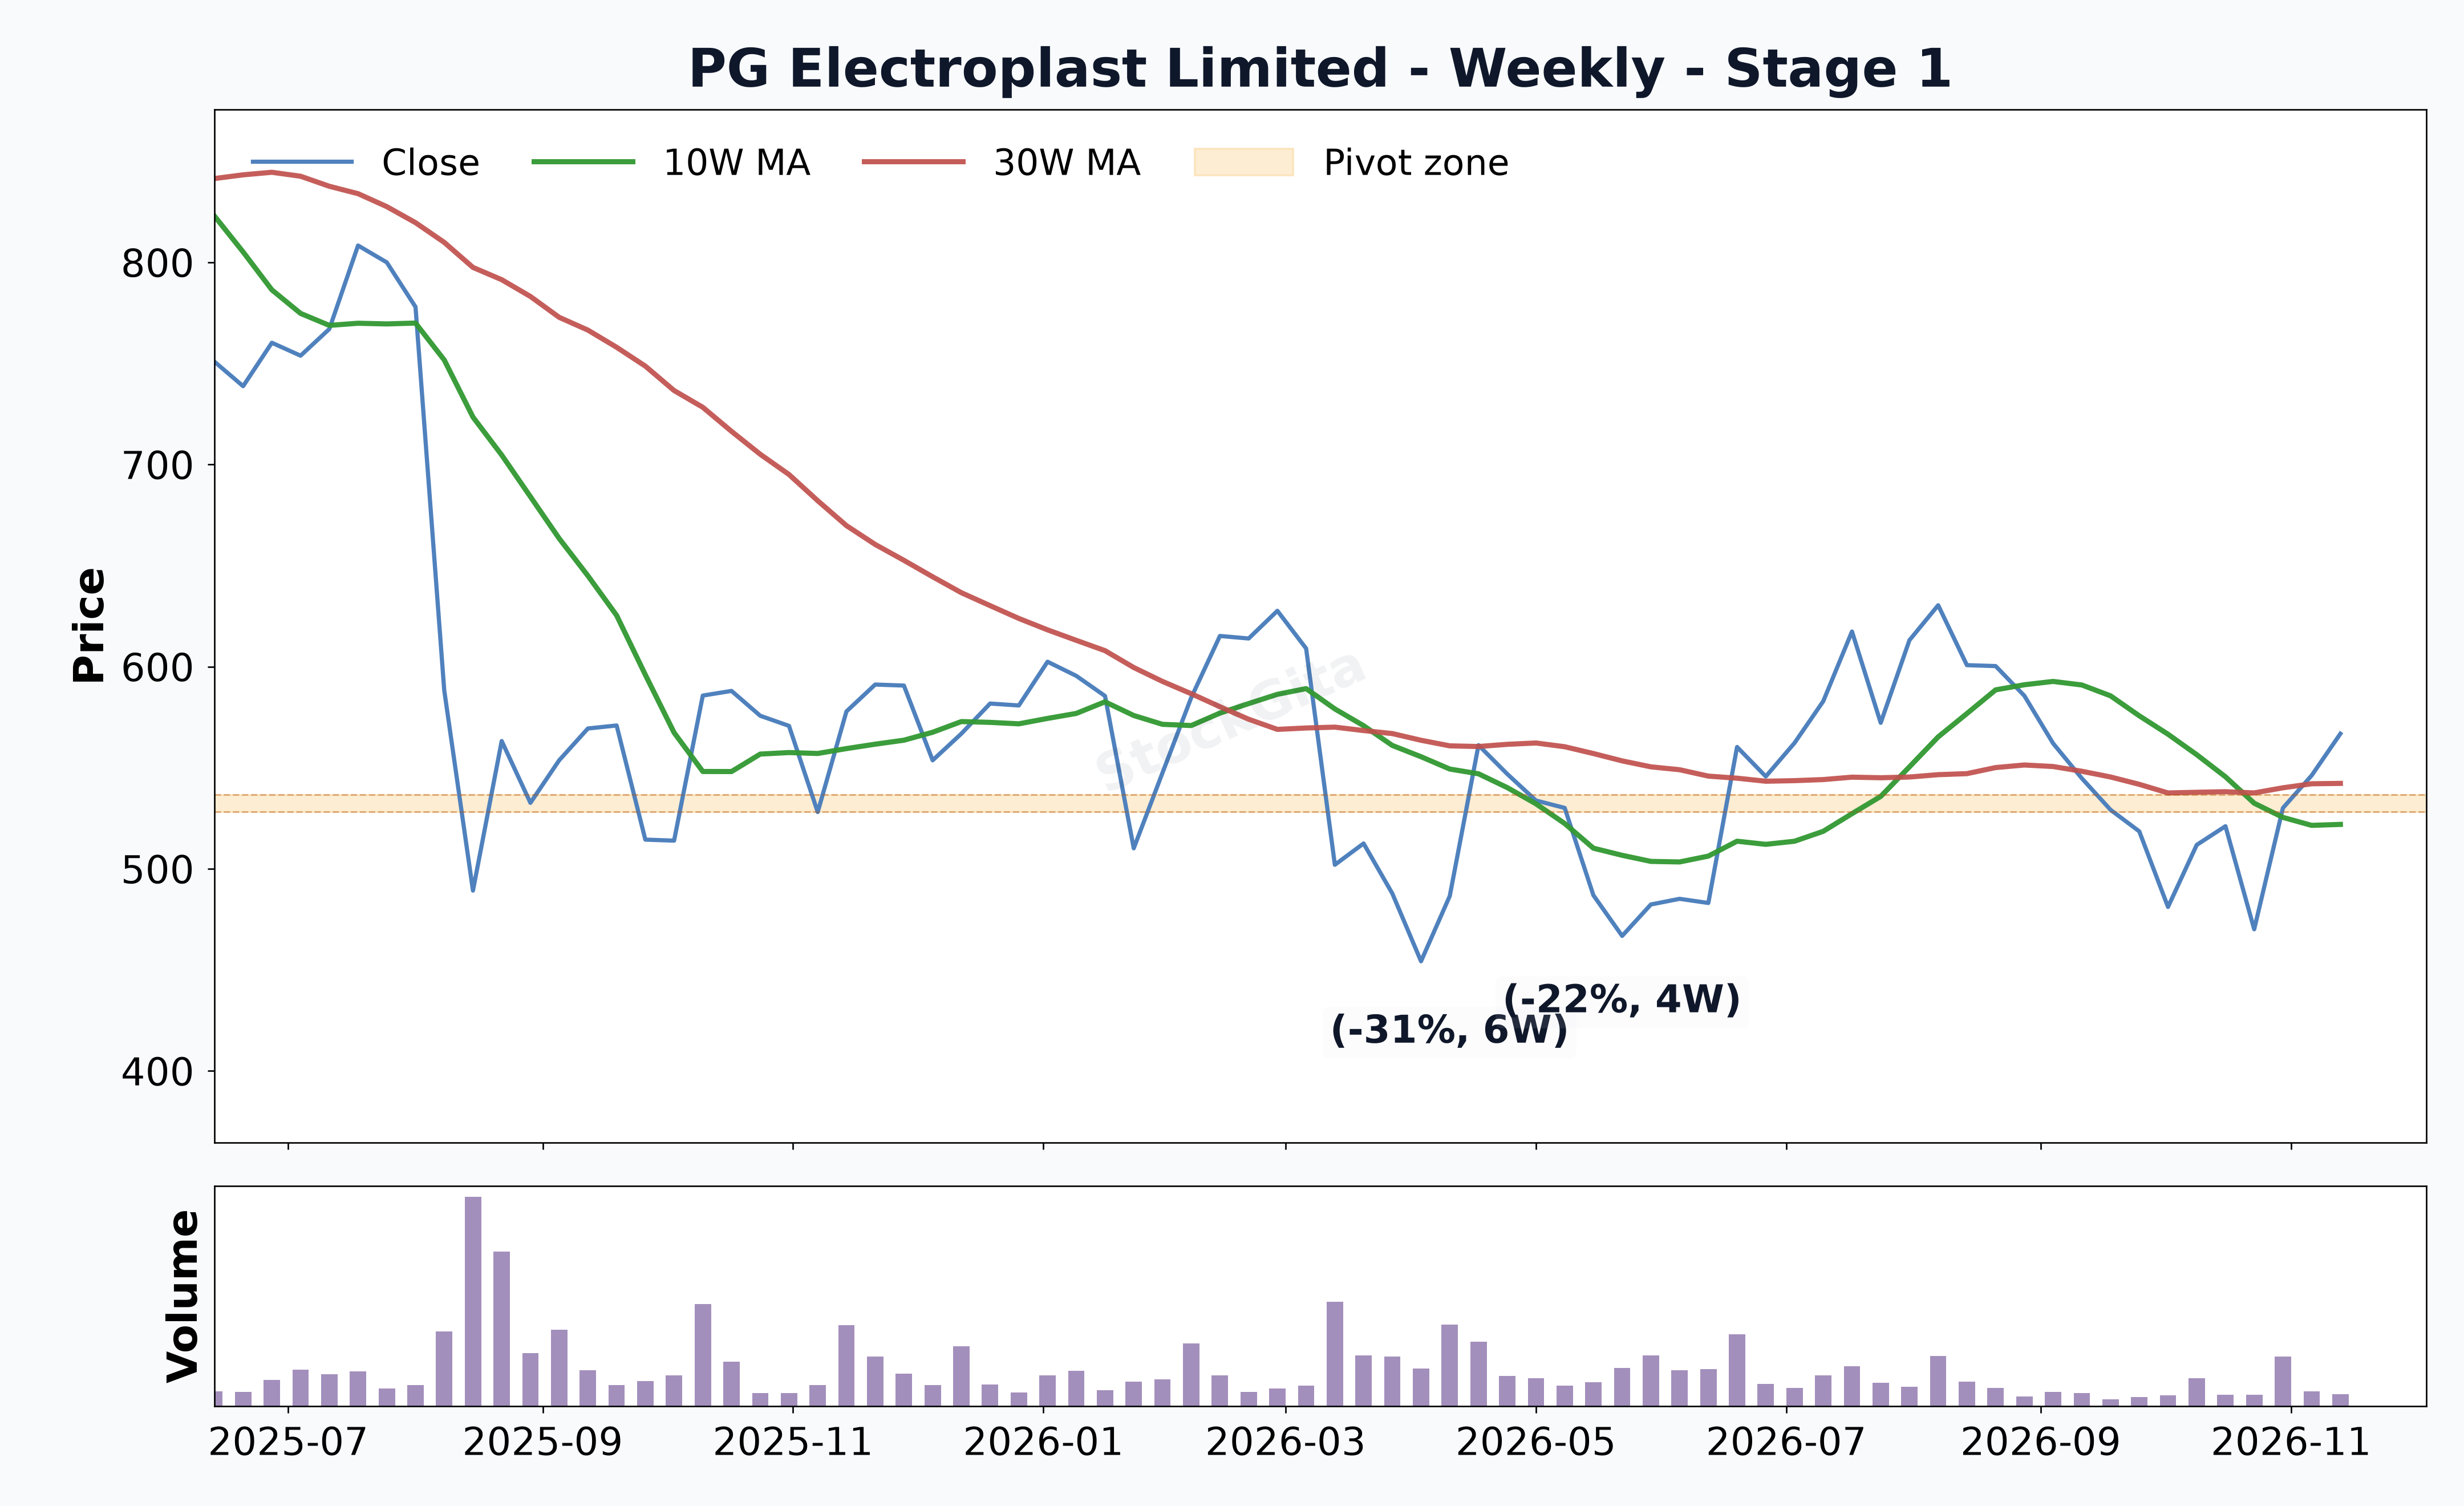 PG Electroplast Limited - Weekly - Stage 1
Close
10W MA
30W MA
Pivot zone
Price
800
700
600
500
400
StockGita
(-22%, 4W)
(-31%, 6W)
Volume
2025-07
2025-09
2025-11
2026-01
2026-03
2026-05
2026-07
2026-09
2026-11